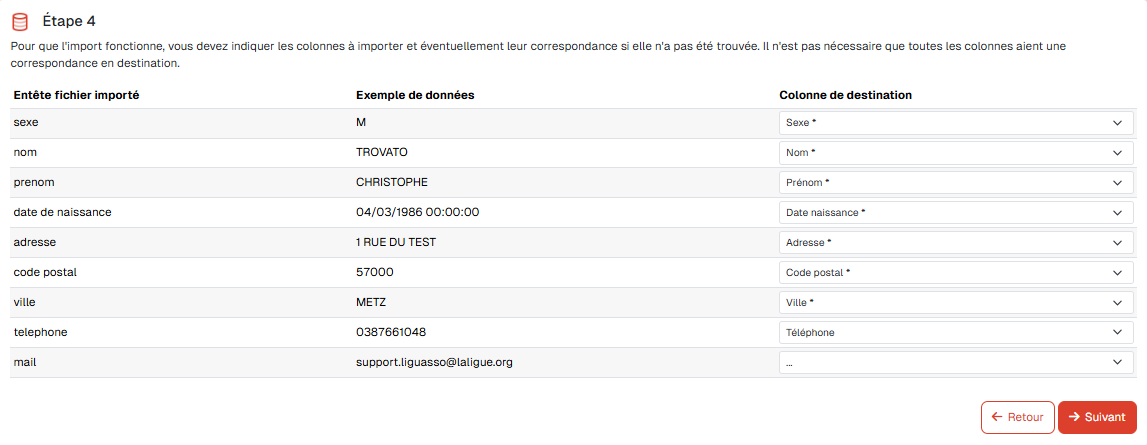 Étape 4
Pour que l'import fonctionne, vous devez indiquer les colonnes à importer et éventuellement leur correspondance si elle n'a pas été trouvée. Il n'est pas nécessaire que toutes les colonnes aient une
correspondance en destination.
Entête fichier importé Exemple de données Colonne de destination
sexe M Sexe *
nom TROVATO Nom *
prenom CHRISTOPHE Prénom *
date de naissance 04/03/1986 00:00:00 Date naissance *
adresse 1 RUE DU TEST Adresse *
code postal 57000 Code postal *
ville METZ Ville *
telephone 0387661048 Téléphone
mail support.liguasso@laligue.org ...
Retour Suivant